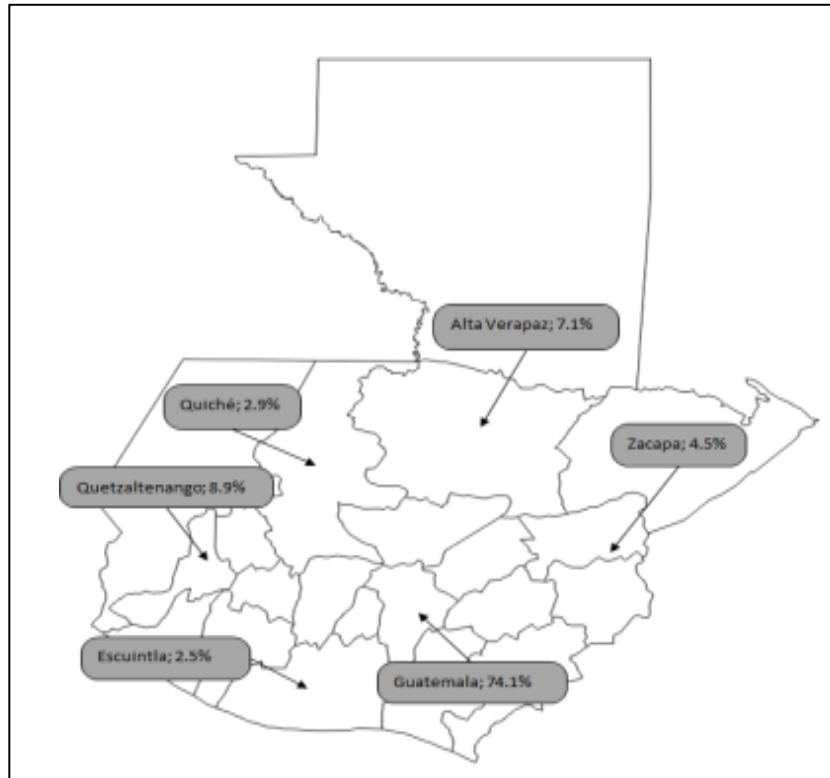 Alta Verapaz; 7.1%
Quiché; 2.9%
Zacapa; 4.5%
Quetzaltenango; 8.9%
Escuintla; 2.5%
Guatemala; 74.1%